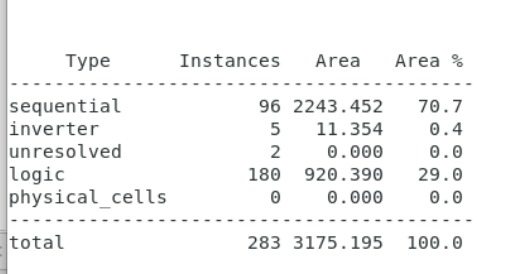 Type Instances Area Area %
--------------------------------------------
sequential 96 2243.452 70.7
inverter 5 11.354 0.4
unresolved 2 0.000 0.0
logic 180 920.390 29.0
physical_cells 0 0.000 0.0
--------------------------------------------
total 283 3175.195 100.0